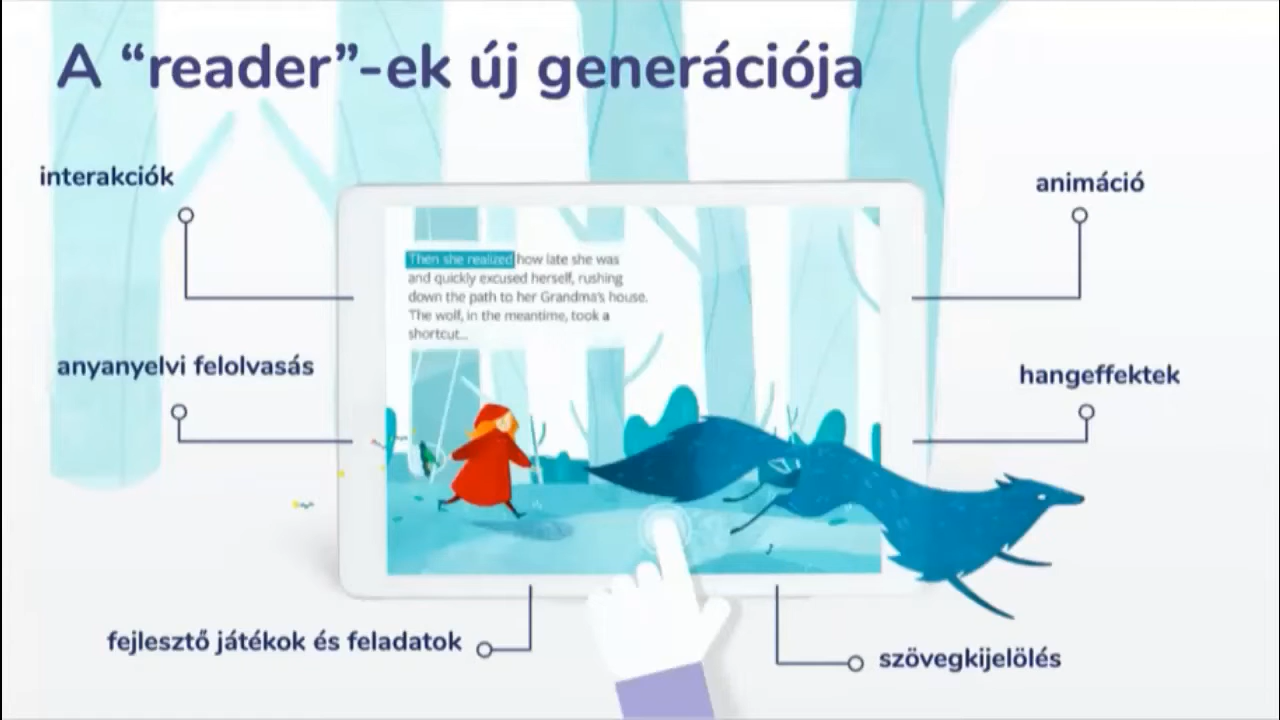 A “reader”-ek új generációja
interakciók
animáció
Then she realized how late she was
and quickly excused herself, rushing
down the path to her Grandma's house.
The wolf, in the meantime, took a
shortcut...
anyanyelvi felolvasás
hangeffektek
fejlesztő játékok és feladatok
szövegkijelölés